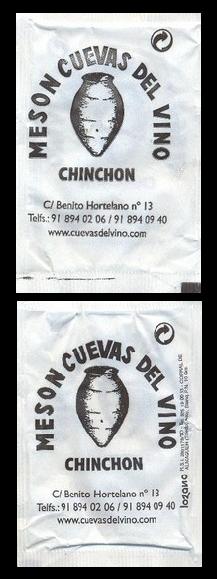 MESON CUEVAS DEL VINO
CHINCHON
C/ Benito Hortelano nº 13
Telfs.: 91 894 02 06 / 91 894 09 40
www.cuevasdelvino.com
MESON CUEVAS DEL VINO
CHINCHON
C/ Benito Hortelano nº 13
Telfs.: 91 894 02 06 / 91 894 09 40
www.cuevasdelvino.com
lozano